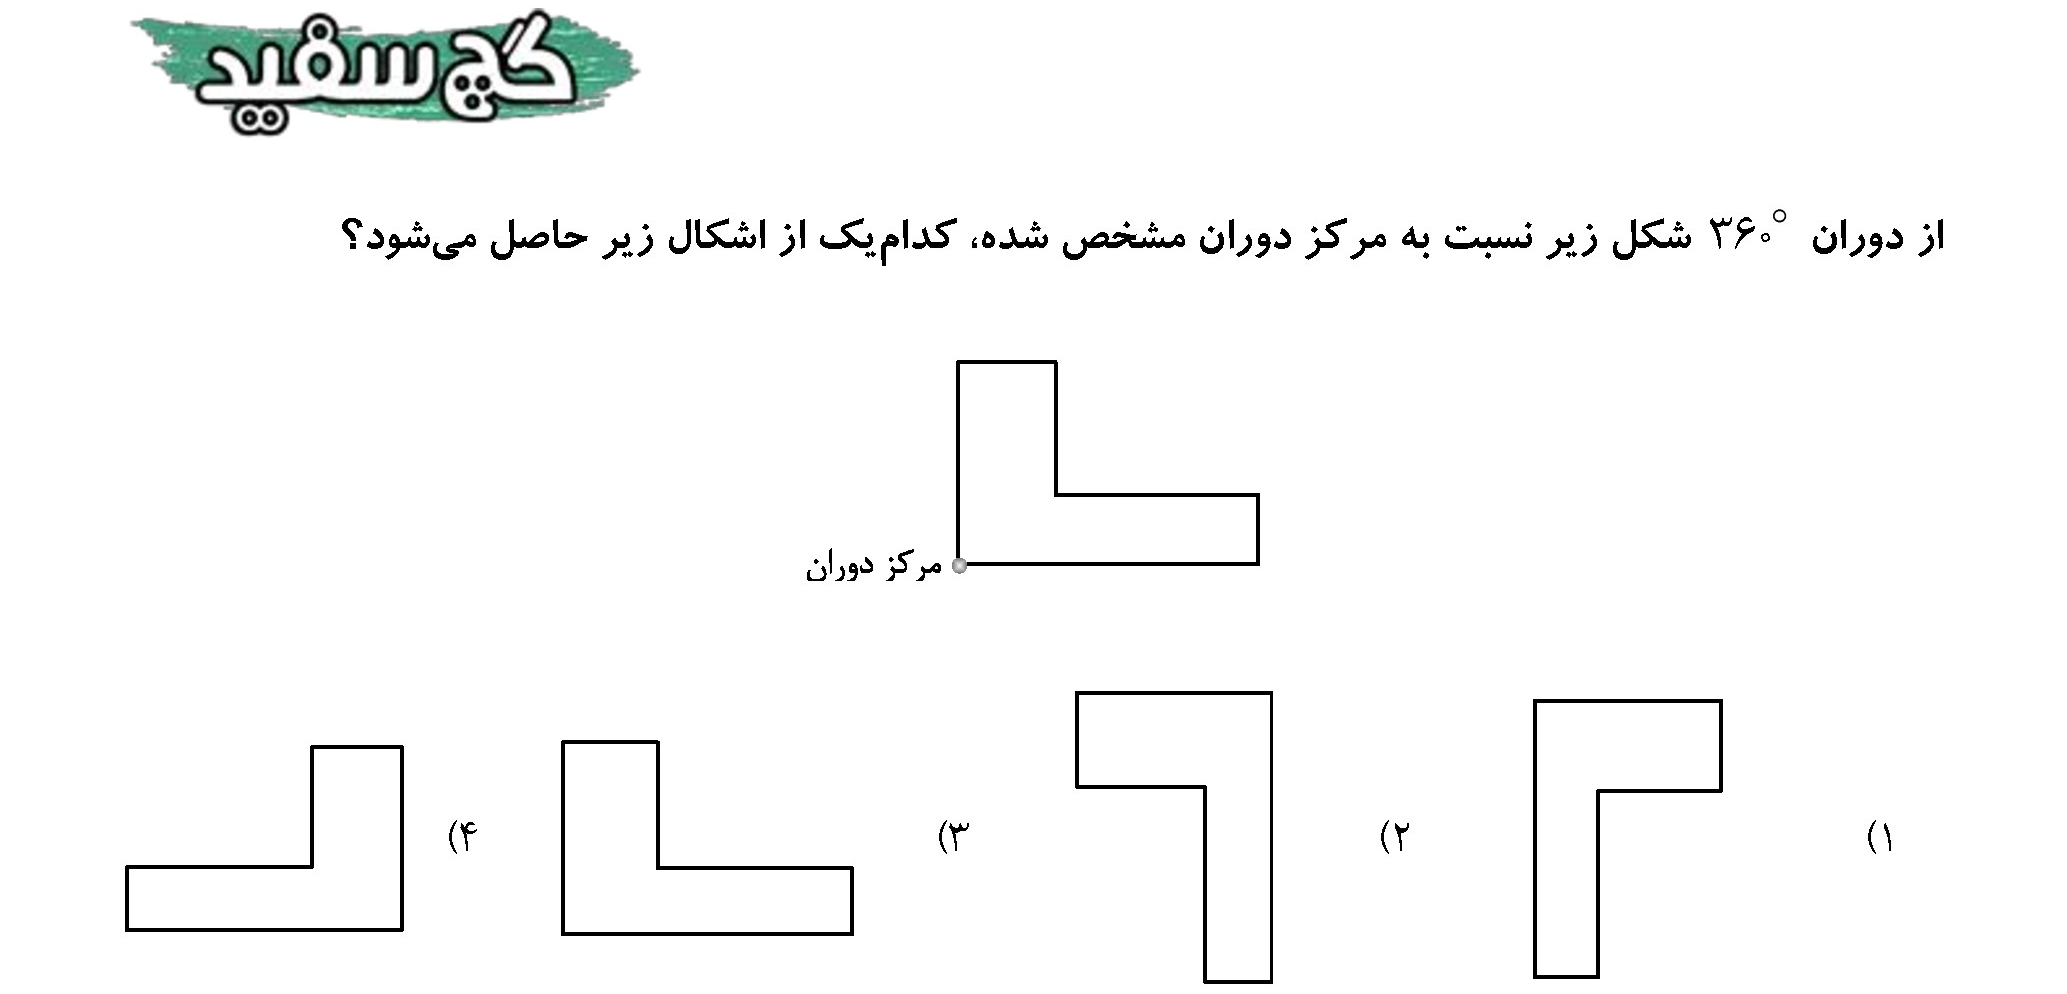 گچ سفید
از دوران ۳۶۰° شکل زیر نسبت به مرکز دوران مشخص شده، کدام‌یک از اشکال زیر حاصل می‌شود؟
مرکز دوران
۱)
۲)
۳)
۴)